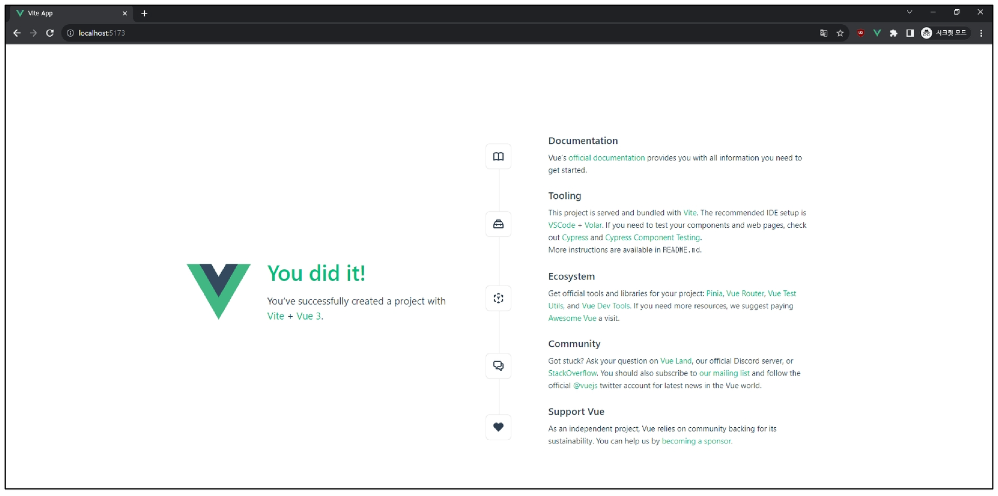 Vite App
localhost:5173
시크릿 모드
You did it!
You've successfully created a project with
Vite + Vue 3.
Documentation
Vue's official documentation provides you with all information you need to
get started.
Tooling
This project is served and bundled with Vite. The recommended IDE setup is
VSCode + Volar. If you need to test your components and web pages, check
out Cypress and Cypress Component Testing.
More instructions are available in README.md.
Ecosystem
Get official tools and libraries for your project: Pinia, Vue Router, Vue Test
Utils, and Vue Dev Tools. If you need more resources, we suggest paying
Awesome Vue a visit.
Community
Got stuck? Ask your question on Vue Land, our official Discord server, or
StackOverflow. You should also subscribe to our mailing list and follow the
official @vuejs twitter account for latest news in the Vue world.
Support Vue
As an independent project, Vue relies on community backing for its
sustainability. You can help us by becoming a sponsor.